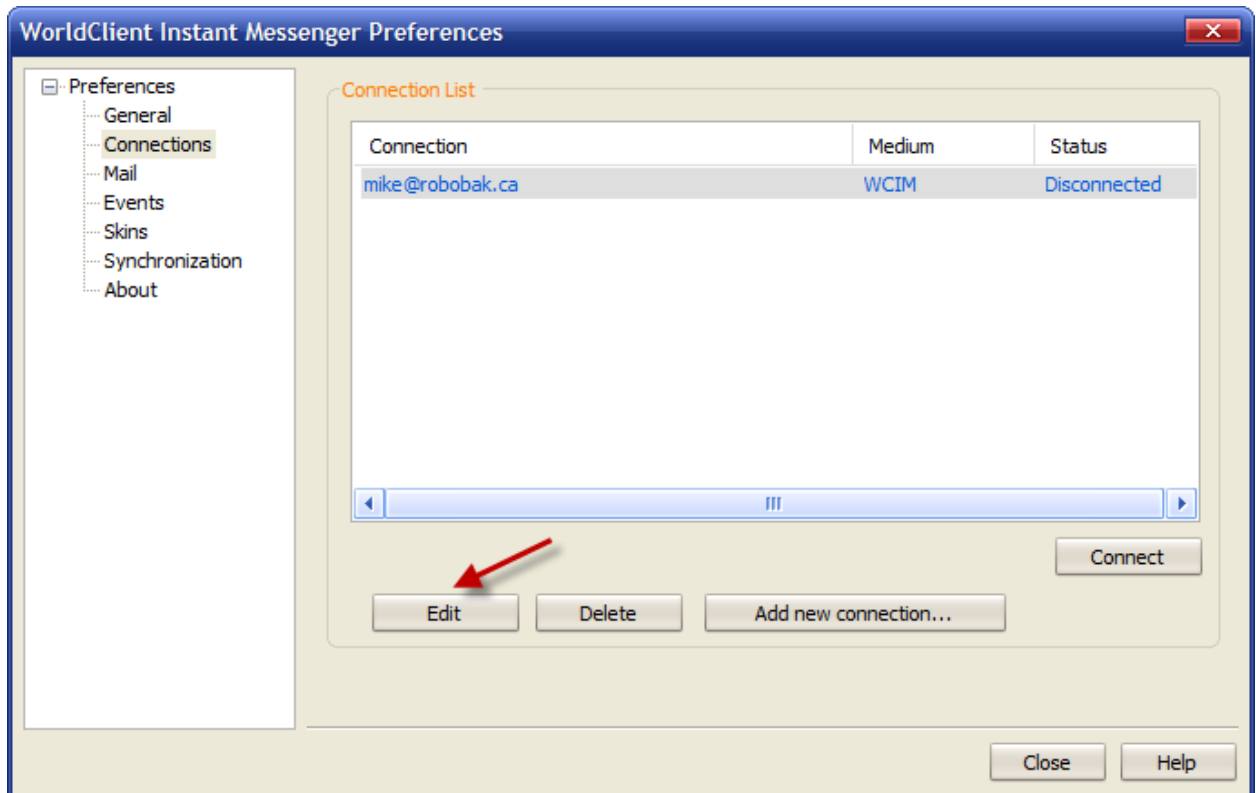 WorldClient Instant Messenger Preferences
Preferences
General
Connections
Mail
Events
Skins
Synchronization
About
Connection List
Connection Medium Status
mike@robobak.ca WCIM Disconnected
Connect
Edit Delete Add new connection...
Close Help